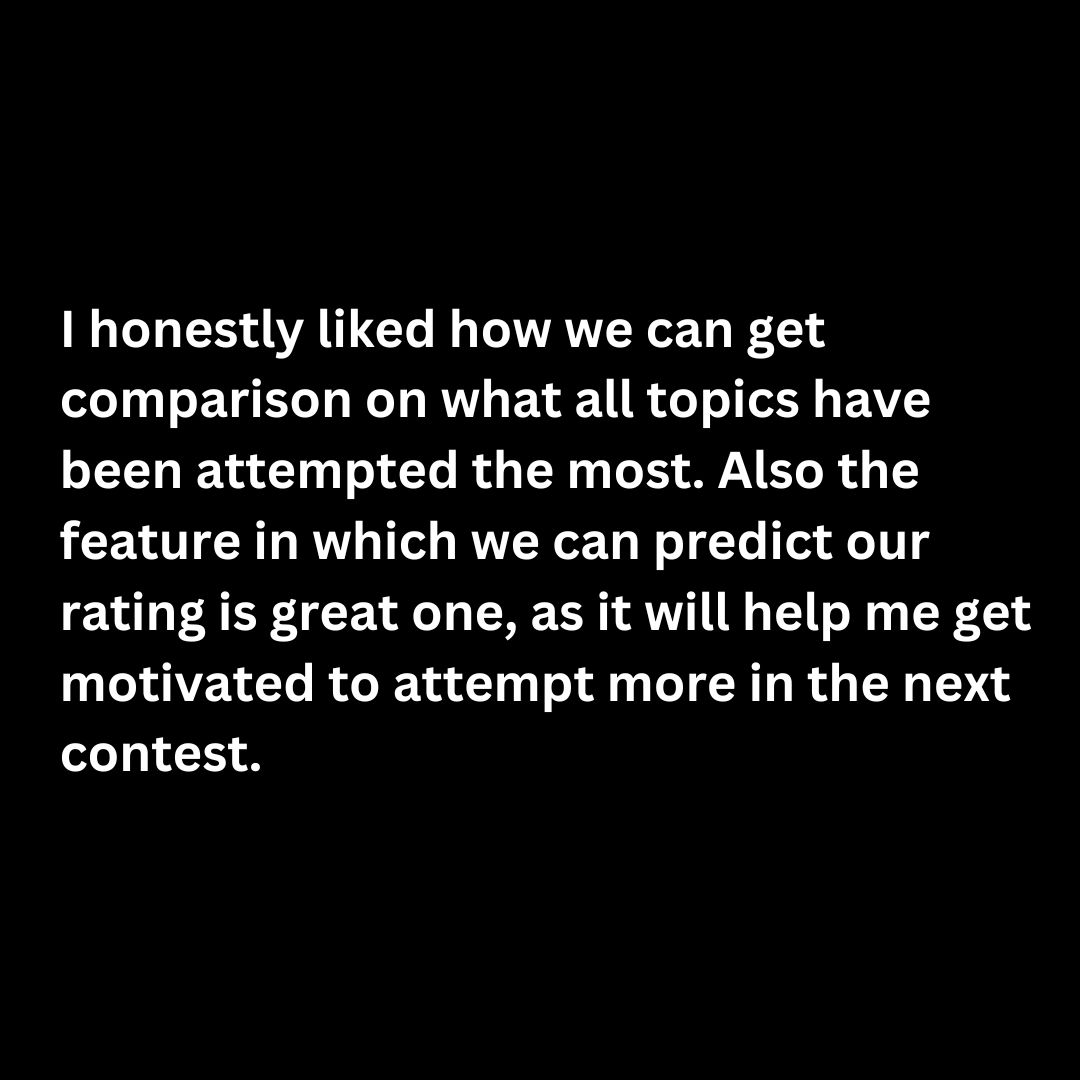 I honestly liked how we can get
comparison on what all topics have
been attempted the most. Also the
feature in which we can predict our
rating is great one, as it will help me get
motivated to attempt more in the next
contest.